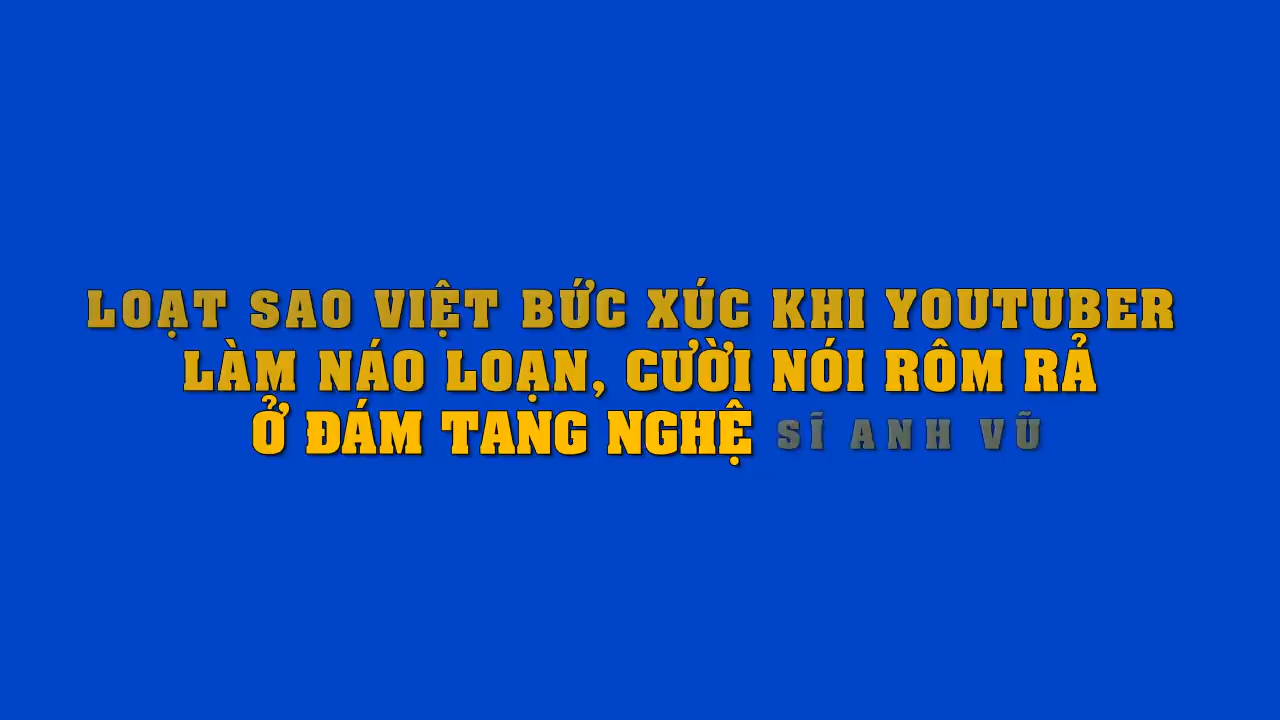 LOẠT SAO VIỆT BỨC XÚC KHI YOUTUBER
LÀM NÁO LOẠN, CƯỜI NÓI RÔM RẢ
Ở ĐÁM TANG NGHỆ SĨ ANH VŨ